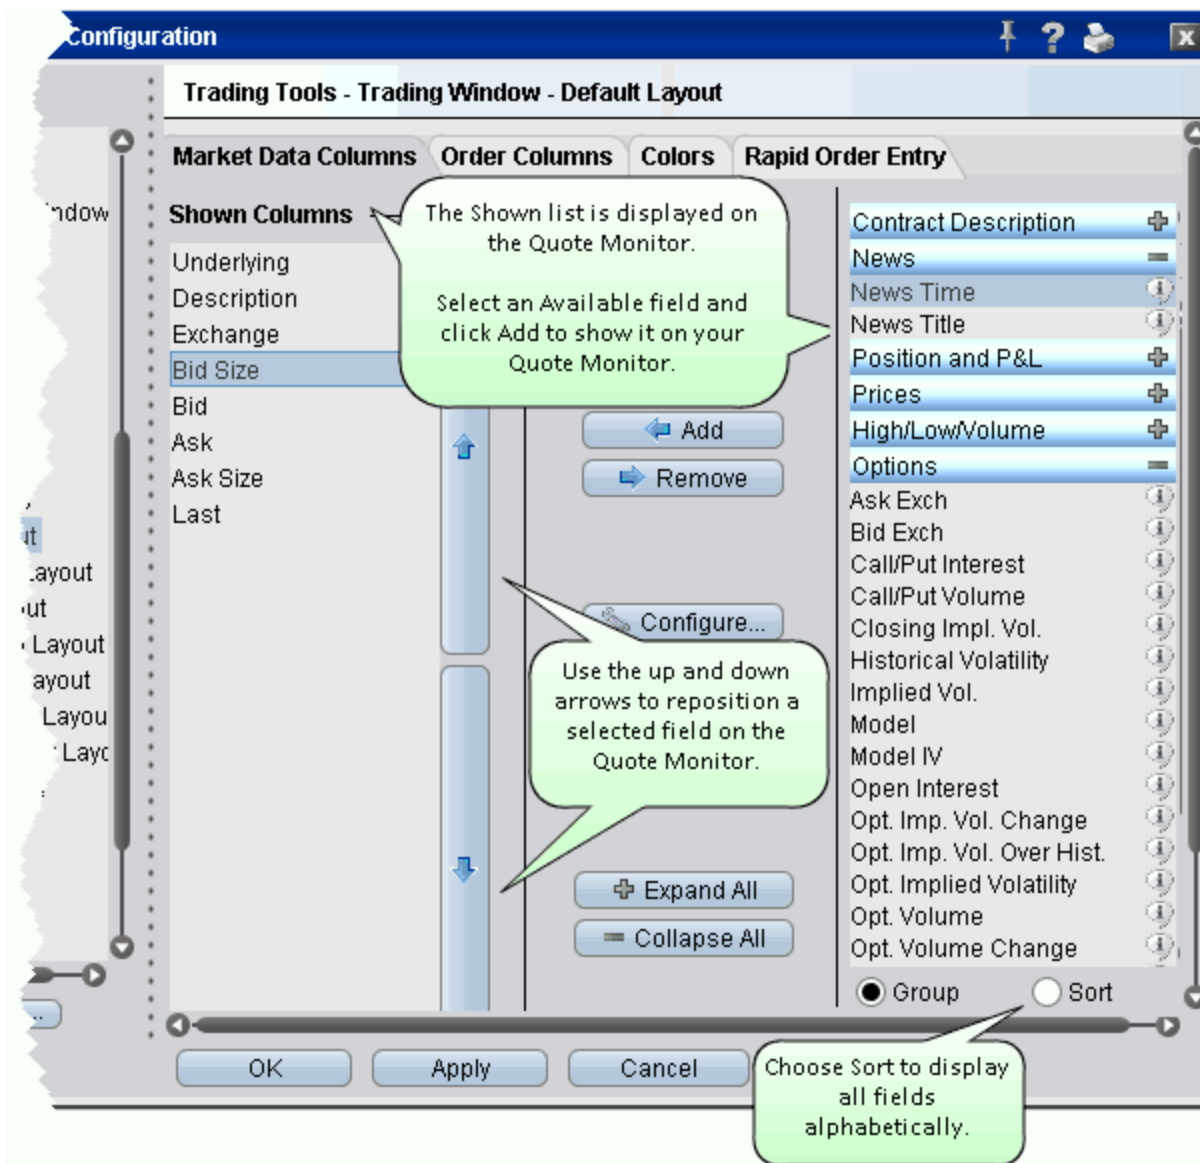 Configuration
Trading Tools - Trading Window - Default Layout
Market Data Columns
Order Columns
Colors
Rapid Order Entry
Shown Columns
Underlying
Description
Exchange
Bid Size
Bid
Ask
Ask Size
Last
The Shown list is displayed on
the Quote Monitor.
Select an Available field and
click Add to show it on your
Quote Monitor.
Add
Remove
Configure...
Use the up and down
arrows to reposition a
selected field on the
Quote Monitor.
Expand All
Collapse All
Contract Description
News
News Time
News Title
Position and P&L
Prices
High/Low/Volume
Options
Ask Exch
Bid Exch
Call/Put Interest
Call/Put Volume
Closing Impl. Vol.
Historical Volatility
Implied Vol.
Model
Model IV
Open Interest
Opt. Imp. Vol. Change
Opt. Imp. Vol. Over Hist.
Opt. Implied Volatility
Opt. Volume
Opt. Volume Change
Group
Sort
Layout
Layout
OK
Apply
Cancel
Choose Sort to display
all fields
alphabetically.